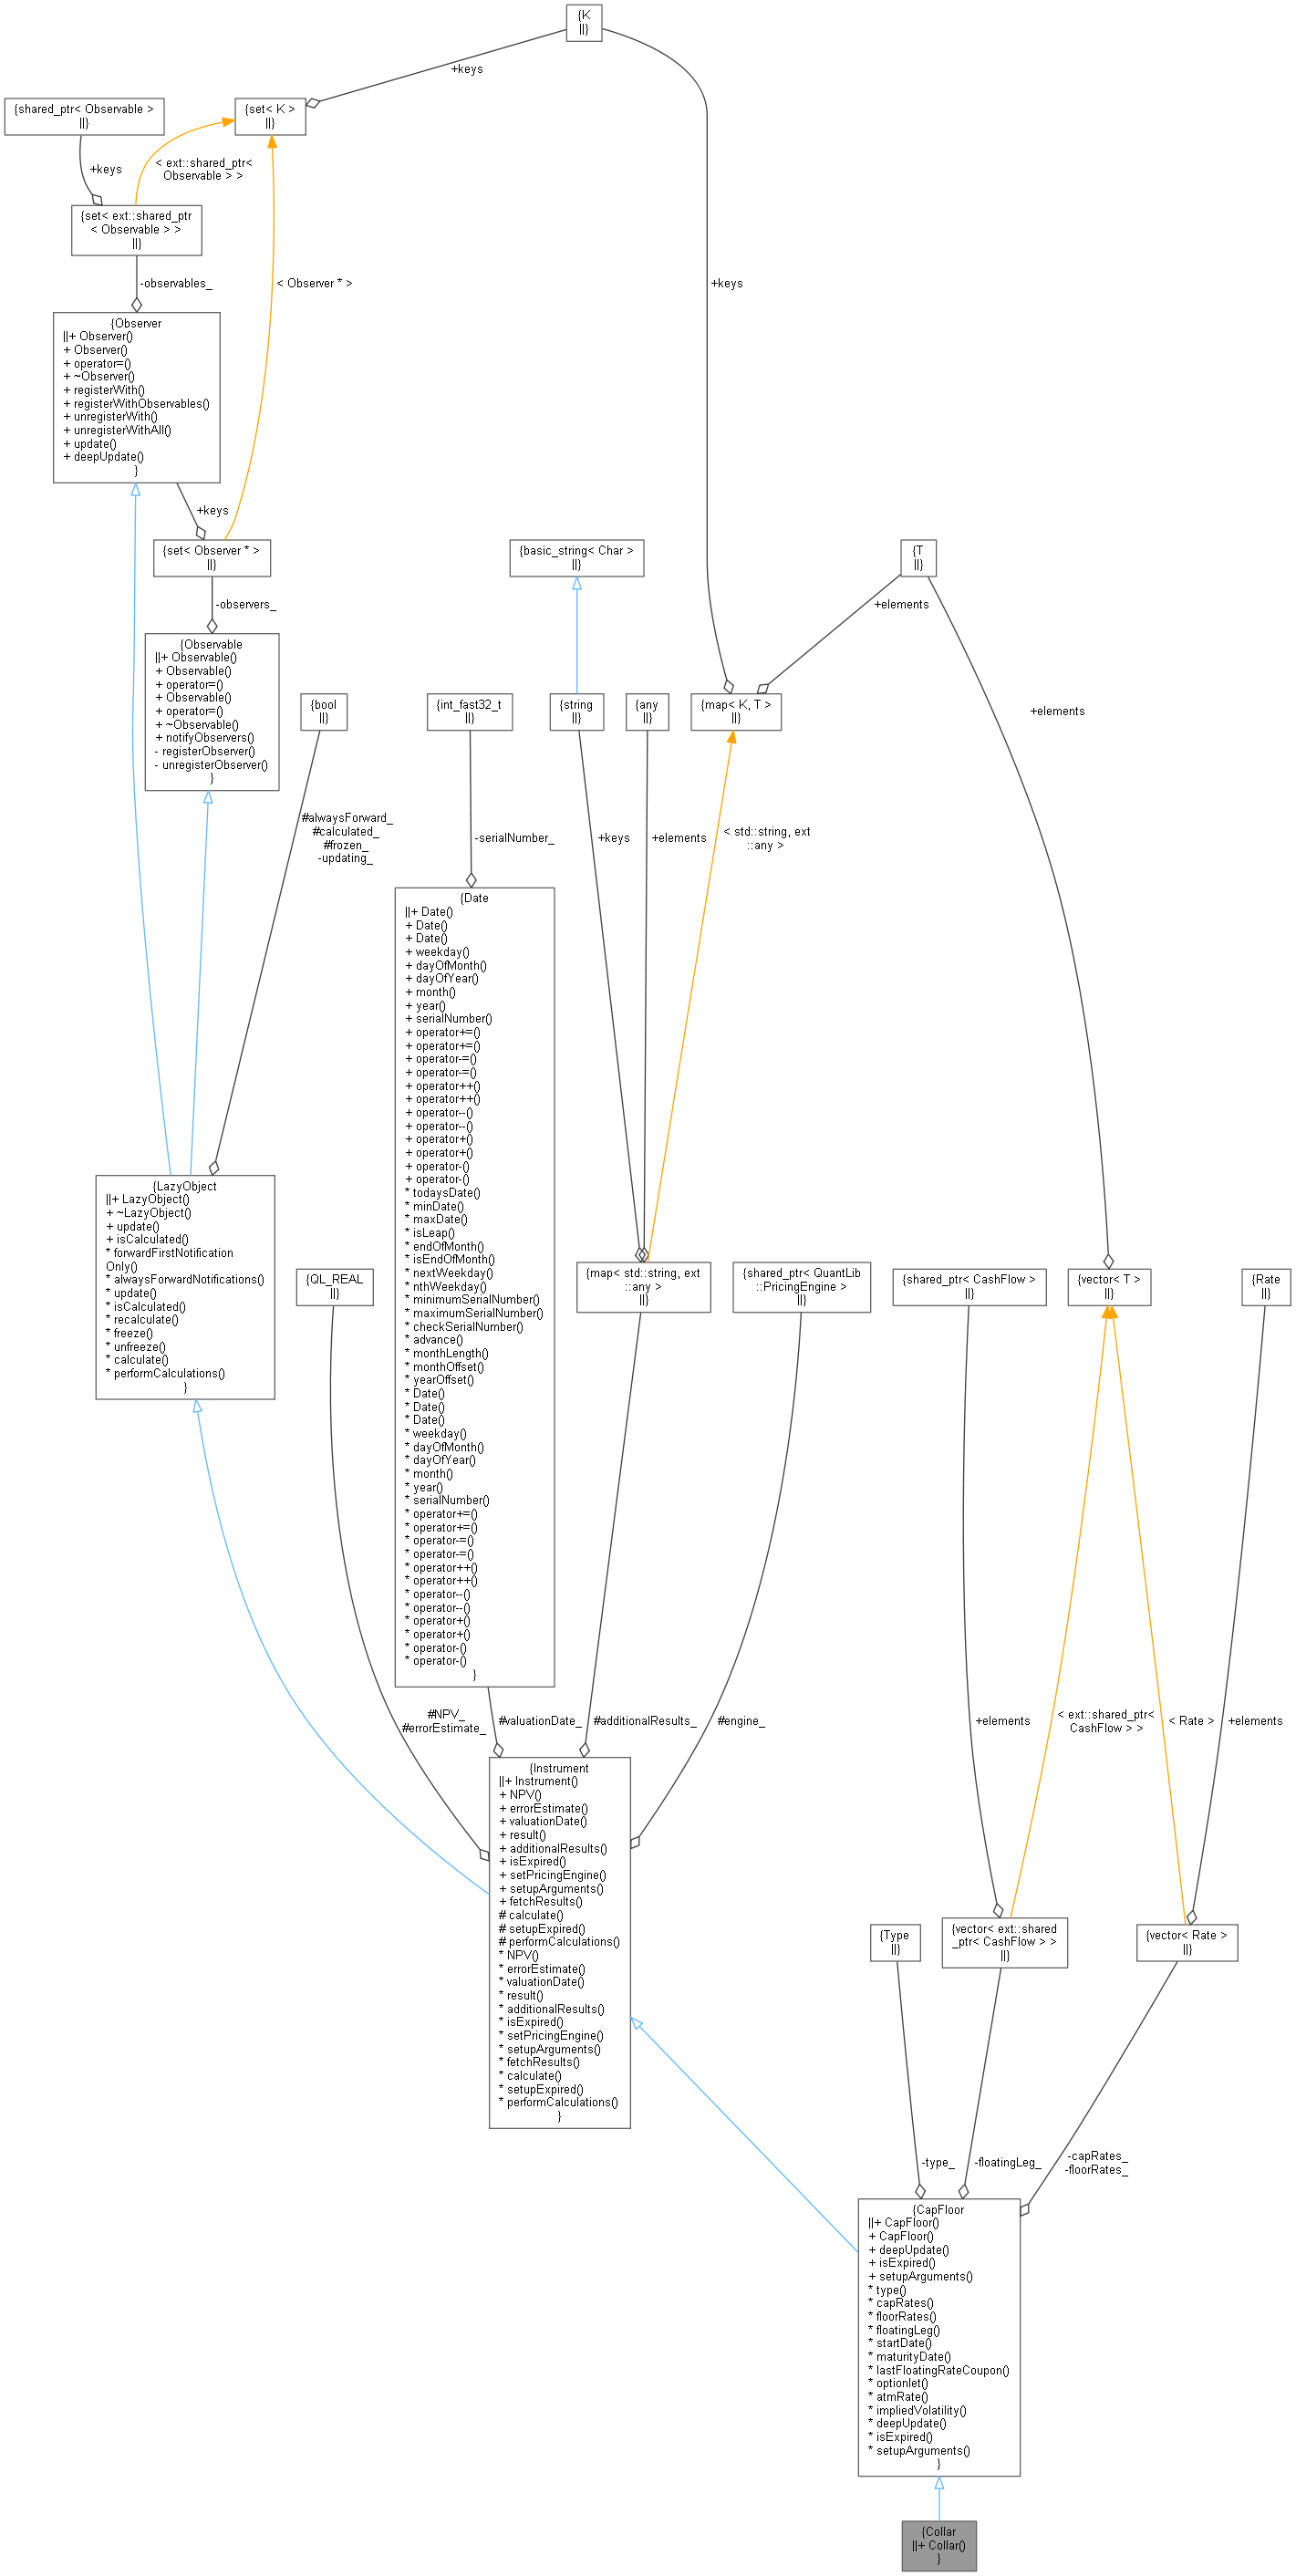 {K
||}
+keys
{shared_ptr< Observable >
||}
{set< K >
||}
+keys
< ext::shared_ptr<
Observable > >
{set< ext::shared_ptr
< Observable > >
||}
-observables_
< Observer * >
+keys
{Observer
||+ Observer()
+ Observer()
+ operator=()
+ ~Observer()
+ registerWith()
+ registerWithObservables()
+ unregisterWith()
+ unregisterWithAll()
+ update()
+ deepUpdate()
}
+keys
{set< Observer * >
||}
{basic_string< Char >
||}
{T
||}
-observers_
+elements
{Observable
||+ Observable()
+ Observable()
+ operator=()
+ Observable()
+ operator=()
+ ~Observable()
+ notifyObservers()
- registerObserver()
- unregisterObserver()
}
{bool
||}
{int_fast32_t
||}
{string
||}
{any
||}
{map< K, T >
||}
+elements
#alwaysForward_
#calculated_
#frozen_
-updating_
-serialNumber_
+keys
+elements
< std::string, ext
::any >
{Date
||+ Date()
+ Date()
+ Date()
+ weekday()
+ dayOfMonth()
+ dayOfYear()
+ month()
+ year()
+ serialNumber()
+ operator+=()
+ operator+=()
+ operator-=()
+ operator-=()
+ operator++()
+ operator++()
+ operator--()
+ operator--()
+ operator+()
+ operator+()
+ operator-()
+ operator-()
* todaysDate()
* minDate()
* maxDate()
* isLeap()
* endOfMonth()
* isEndOfMonth()
* nextWeekday()
* nthWeekday()
* minimumSerialNumber()
* maximumSerialNumber()
* checkSerialNumber()
* advance()
* monthLength()
* monthOffset()
* yearOffset()
* Date()
* Date()
* Date()
* weekday()
* dayOfMonth()
* dayOfYear()
* month()
* year()
* serialNumber()
* operator+=()
* operator+=()
* operator-=()
* operator-=()
* operator++()
* operator++()
* operator--()
* operator--()
* operator+()
* operator+()
* operator-()
* operator-()
}
{LazyObject
||+ LazyObject()
+ ~LazyObject()
+ update()
+ isCalculated()
* forwardFirstNotification
Only()
* alwaysForwardNotifications()
* update()
* isCalculated()
* recalculate()
* freeze()
* unfreeze()
* calculate()
* performCalculations()
}
{QL_REAL
||}
{map< std::string, ext
::any >
||}
{shared_ptr< QuantLib
::PricingEngine >
||}
{shared_ptr< CashFlow >
||}
{vector< T >
||}
{Rate
||}
#NPV_
#errorEstimate_
#valuationDate_
#additionalResults_
#engine_
+elements
< ext::shared_ptr<
CashFlow > >
< Rate >
+elements
{Instrument
||+ Instrument()
+ NPV()
+ errorEstimate()
+ valuationDate()
+ result()
+ additionalResults()
+ isExpired()
+ setPricingEngine()
+ setupArguments()
+ fetchResults()
# calculate()
# setupExpired()
# performCalculations()
* NPV()
* errorEstimate()
* valuationDate()
* result()
* additionalResults()
* isExpired()
* setPricingEngine()
* setupArguments()
* fetchResults()
* calculate()
* setupExpired()
* performCalculations()
}
{Type
||}
{vector< ext::shared
_ptr< CashFlow > >
||}
{vector< Rate >
||}
-type_
-floatingLeg_
-capRates_
-floorRates_
{CapFloor
||+ CapFloor()
+ CapFloor()
+ deepUpdate()
+ isExpired()
+ setupArguments()
* type()
* capRates()
* floorRates()
* floatingLeg()
* startDate()
* maturityDate()
* lastFloatingRateCoupon()
* optionlet()
* atmRate()
* impliedVolatility()
* deepUpdate()
* isExpired()
* setupArguments()
}
{Collar
||+ Collar()
}